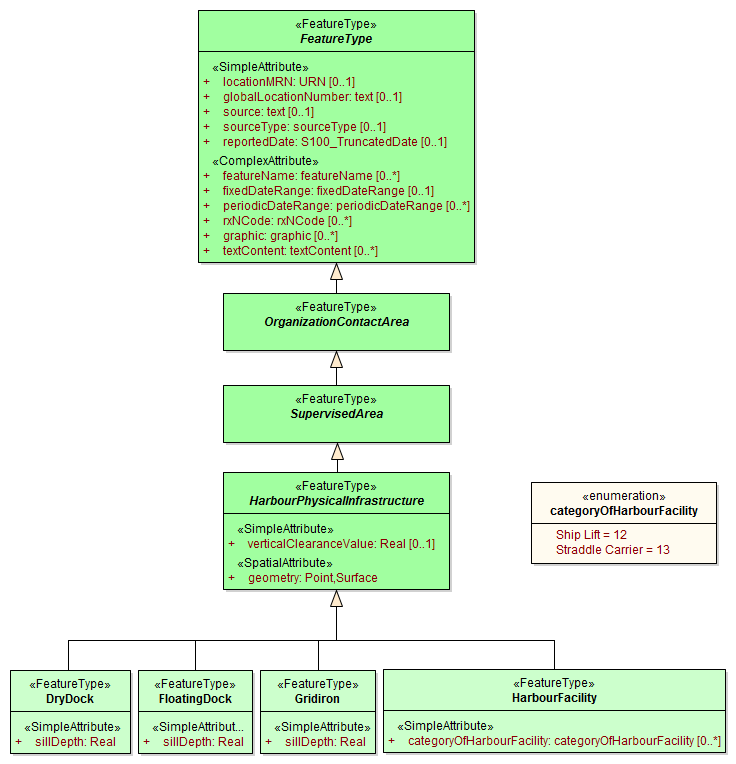 «FeatureType»
FeatureType
«SimpleAttribute»
+ locationMRN: URN [0..1]
+ globalLocationNumber: text [0..1]
+ source: text [0..1]
+ sourceType: sourceType [0..1]
+ reportedDate: S100_TruncatedDate [0..1]
«ComplexAttribute»
+ featureName: featureName [0..*]
+ fixedDateRange: fixedDateRange [0..1]
+ periodicDateRange: periodicDateRange [0..*]
+ rxNCode: rxNCode [0..*]
+ graphic: graphic [0..*]
+ textContent: textContent [0..*]
«FeatureType»
OrganizationContactArea
«FeatureType»
SupervisedArea
«FeatureType»
HarbourPhysicalInfrastructure
«SimpleAttribute»
+ verticalClearanceValue: Real [0..1]
«SpatialAttribute»
+ geometry: Point,Surface
«enumeration»
categoryOfHarbourFacility
Ship Lift = 12
Straddle Carrier = 13
«FeatureType»
DryDock
«SimpleAttribute»
+ sillDepth: Real
«FeatureType»
FloatingDock
«SimpleAttribut...
+ sillDepth: Real
«FeatureType»
Gridiron
«SimpleAttribute»
+ sillDepth: Real
«FeatureType»
HarbourFacility
«SimpleAttribute»
+ categoryOfHarbourFacility: categoryOfHarbourFacility [0..*]